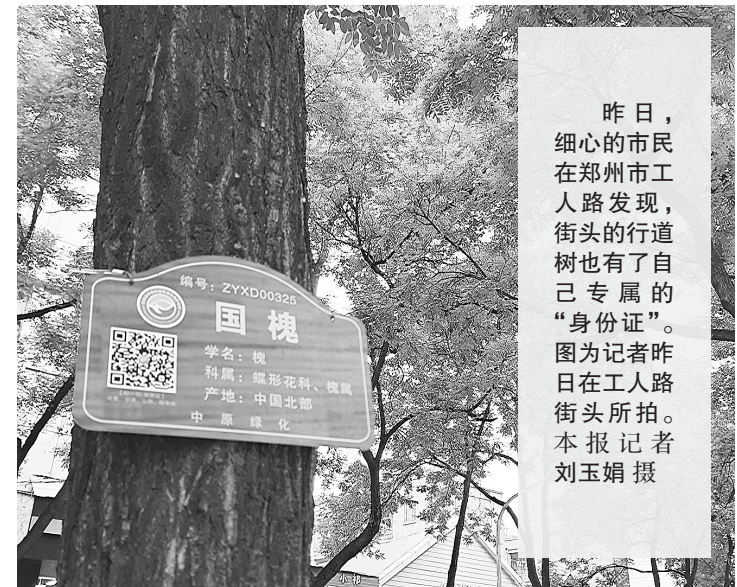 编号：ZYXD00325
国 槐
学名：槐
科属：蝶形花科、槐属
产地：中国北部
中 原 绿 化
小 祁
昨日，
细心的市民
在郑州市工
人路发现，
街头的行道
树也有了自
己专属的
“身份证”。
图为记者昨
日在工人路
街头所拍。
本报记者
刘玉娟 摄